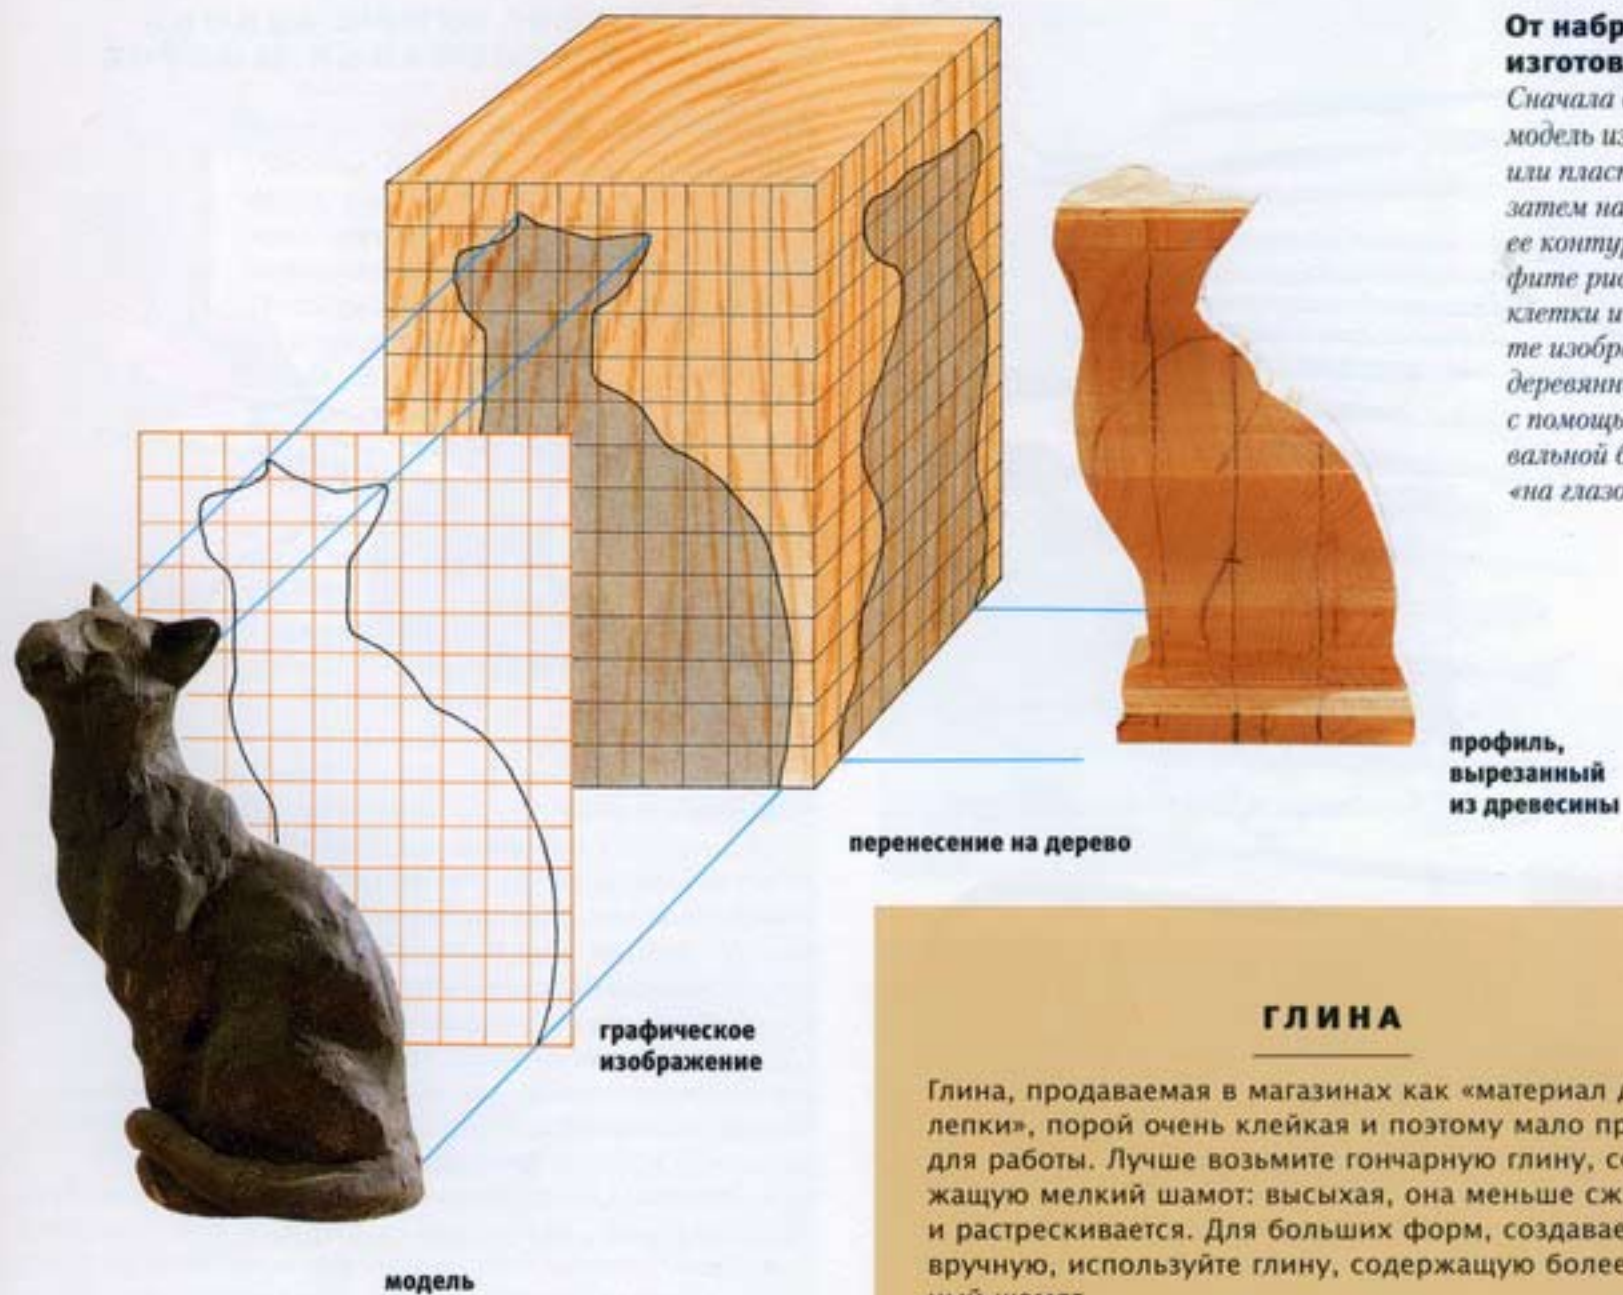 От набр
изготов
Сначала
модель из
или пласт
затем на
ее контур
фите рис
клетки и
те изобр
деревянн
с помощь
вальной б
«на глазо
профиль,
вырезанный
из древесины
перенесение на дерево
графическое
изображение
модель
ГЛИНА
Глина, продаваемая в магазинах как «материал д
лепки», порой очень клейкая и поэтому мало пр
для работы. Лучше возьмите гончарную глину, со
жащую мелкий шамот: высыхая, она меньше сж
и растрескивается. Для больших форм, создавае
вручную, используйте глину, содержащую более